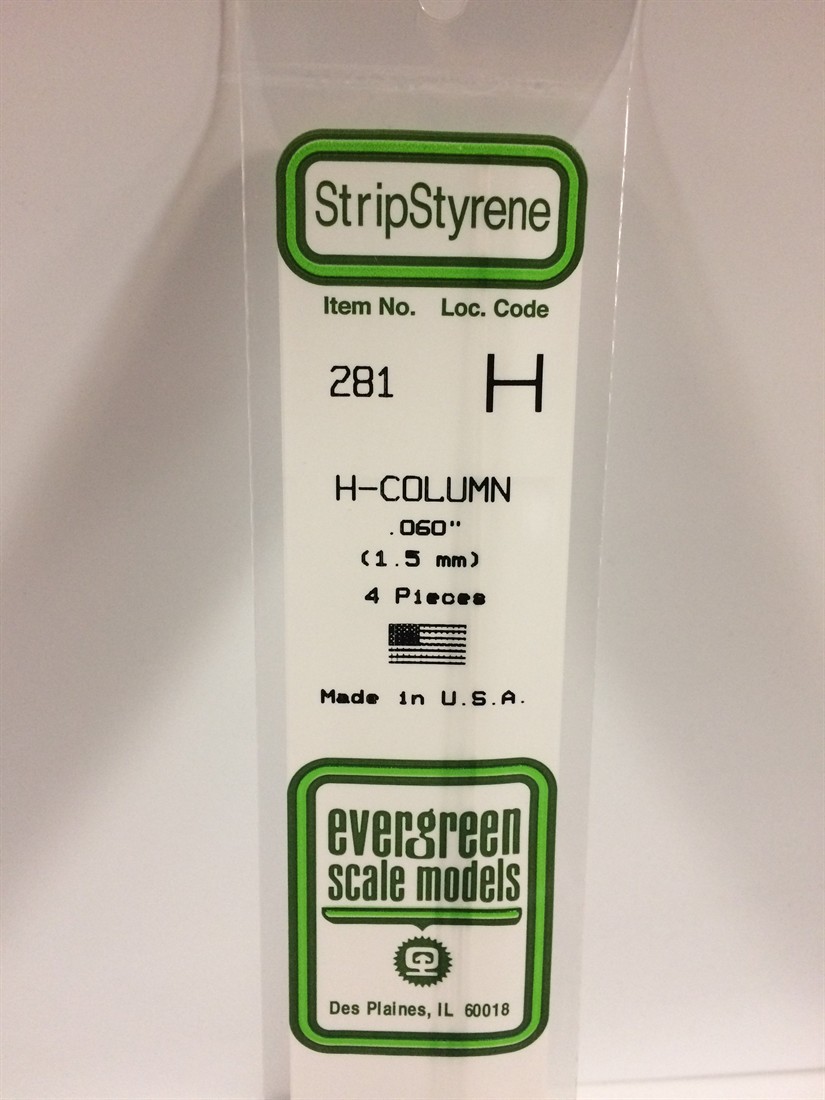 StripStyrene
Item No. Loc. Code
281 H
H-COLUMN
.060"
(1.5 mm)
4 Pieces
Made in U.S.A.
evergreen
scale models
Des Plaines, IL 60018